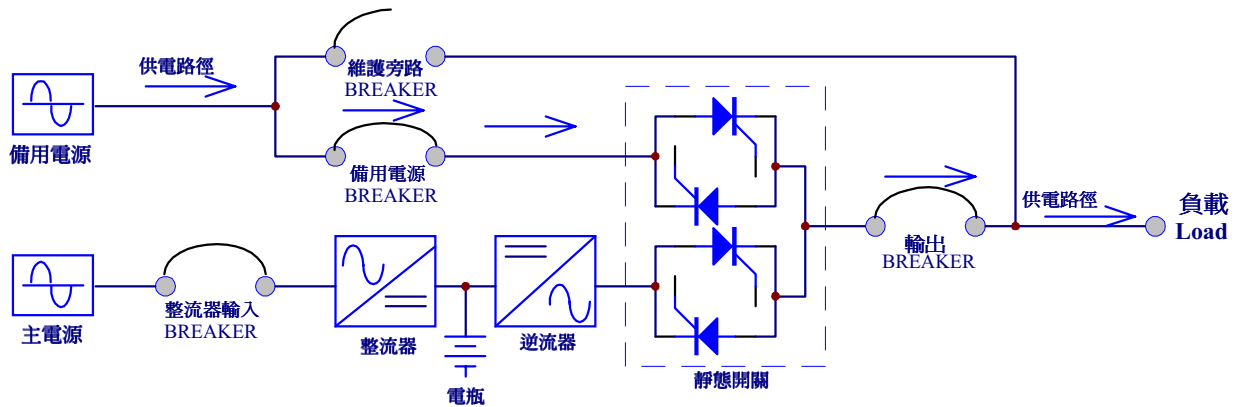 供電路徑
維護旁路
BREAKER
備用電源
備用電源
BREAKER
供電路徑
負載
Load
輸出
BREAKER
主電源
整流器輸入
BREAKER
整流器
逆流器
電瓶
靜態開關